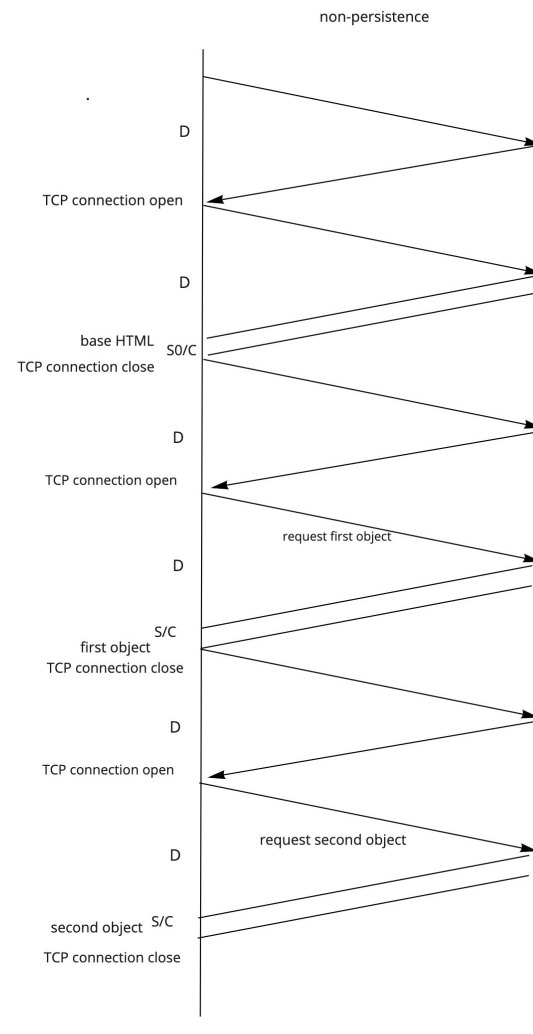 non-persistence
D
TCP connection open
D
base HTML
S0/C
TCP connection close
D
TCP connection open
request first object
D
S/C
first object
TCP connection close
D
TCP connection open
request second object
D
second object S/C
TCP connection close